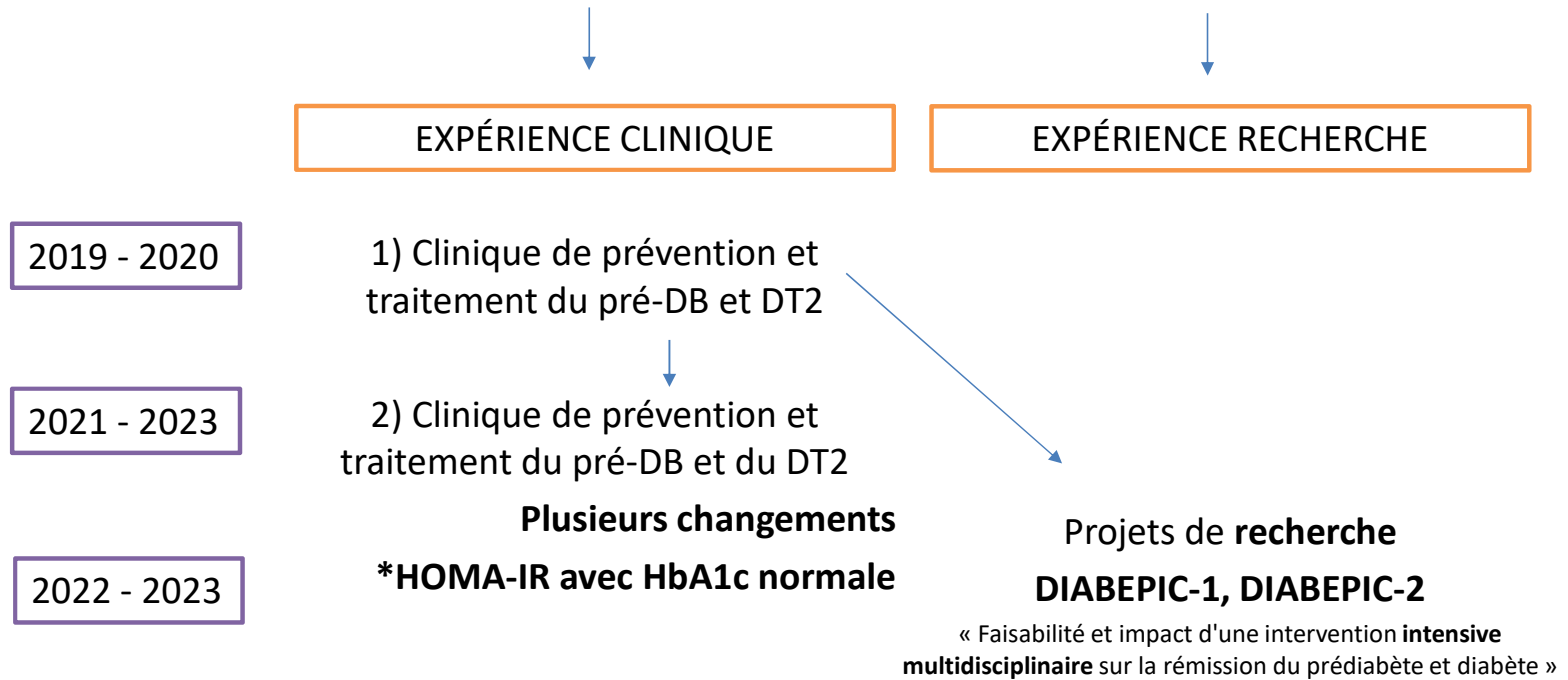 EXPÉRIENCE CLINIQUE
EXPÉRIENCE RECHERCHE
2019 - 2020
1) Clinique de prévention et
traitement du pré-DB et DT2
2021 - 2023
2) Clinique de prévention et
traitement du pré-DB et du DT2
Plusieurs changements
*HOMA-IR avec HbA1c normale
2022 - 2023
Projets de recherche
DIABEPIC-1, DIABEPIC-2
« Faisabilité et impact d'une intervention intensive
multidisciplinaire sur la rémission du prédiabète et diabète »